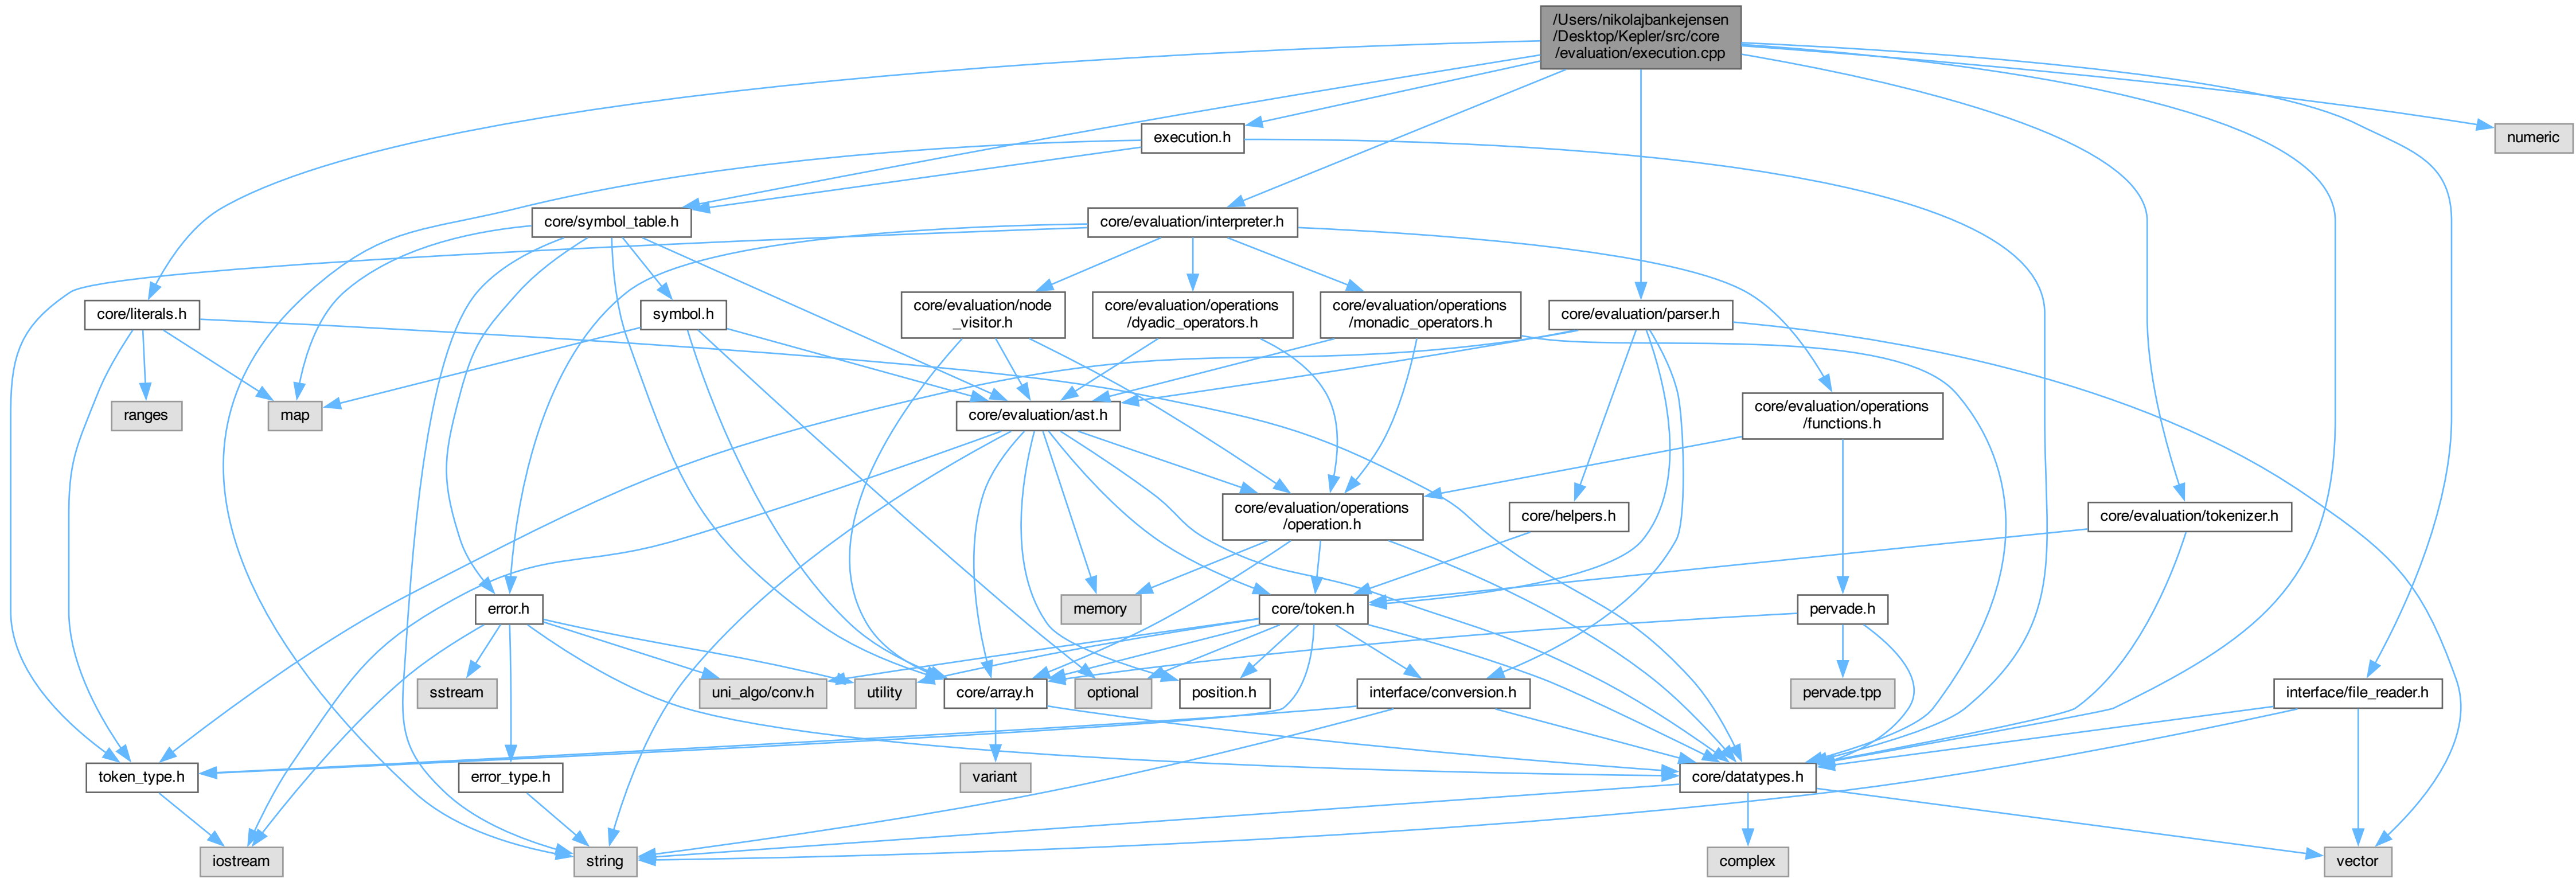 /Users/nikolajbankejensen
/Desktop/Kepler/src/core
/evaluation/execution.cpp
execution.h
numeric
core/symbol_table.h
core/evaluation/interpreter.h
core/literals.h
symbol.h
core/evaluation/node
_visitor.h
core/evaluation/operations
/dyadic_operators.h
core/evaluation/operations
/monadic_operators.h
core/evaluation/parser.h
ranges
map
core/evaluation/ast.h
core/evaluation/operations
/functions.h
core/evaluation/operations
/operation.h
core/helpers.h
core/evaluation/tokenizer.h
error.h
memory
core/token.h
pervade.h
sstream
uni_algo/conv.h
utility
core/array.h
optional
position.h
interface/conversion.h
pervade.tpp
interface/file_reader.h
token_type.h
error_type.h
variant
core/datatypes.h
iostream
string
complex
vector